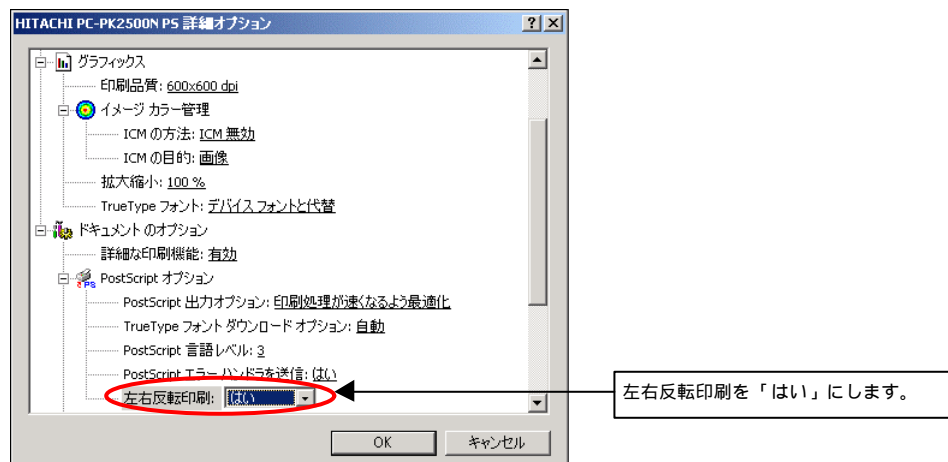 HITACHI PC-PK2500N PS 詳細オプション
グラフィックス
印刷品質: 600x600 dpi
イメージ カラー管理
ICM の方法: ICM 無効
ICM の目的: 画像
拡大縮小: 100 %
TrueType フォント: デバイス フォントと代替
ドキュメント のオプション
詳細な印刷機能: 有効
PostScript オプション
PostScript 出力オプション: 印刷処理が速くなるよう最適化
TrueType フォント ダウンロード オプション: 自動
PostScript 言語レベル: 3
PostScript エラー ハンドラを送信: はい
左右反転印刷: はい
左右反転印刷を「はい」にします。
OK キャンセル